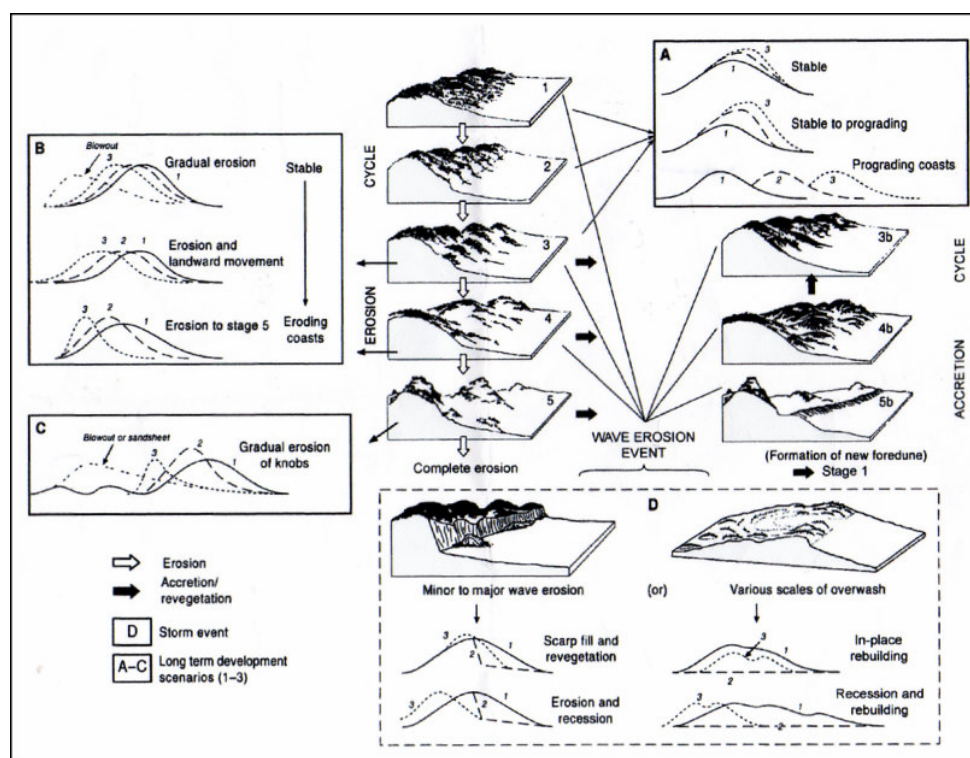 A
3
1
Stable
3
1
Stable to prograding
Prograding coasts
1
2
3
B
Blowout
3
Gradual erosion
1
Stable
3
2
1
Erosion and
landward movement
3
2
1
Erosion to stage 5
Eroding
coasts
C
Blowout or sandsheet
3
2
1
Gradual erosion
of knobs
CYCLE
EROSION
1
2
3
4
5
Complete erosion
WAVE EROSION
EVENT
3b
4b
5b
CYCLE
ACCRETION
(Formation of new foredune)
Stage 1
Erosion
Accretion/
revegetation
D
Storm event
A–C
Long term development
scenarios (1–3)
D
Minor to major wave erosion
(or)
Various scales of overwash
3
1
2
Scarp fill and
revegetation
3
1
2
Erosion and
recession
3
1
2
In-place
rebuilding
3
1
2
Recession and
rebuilding